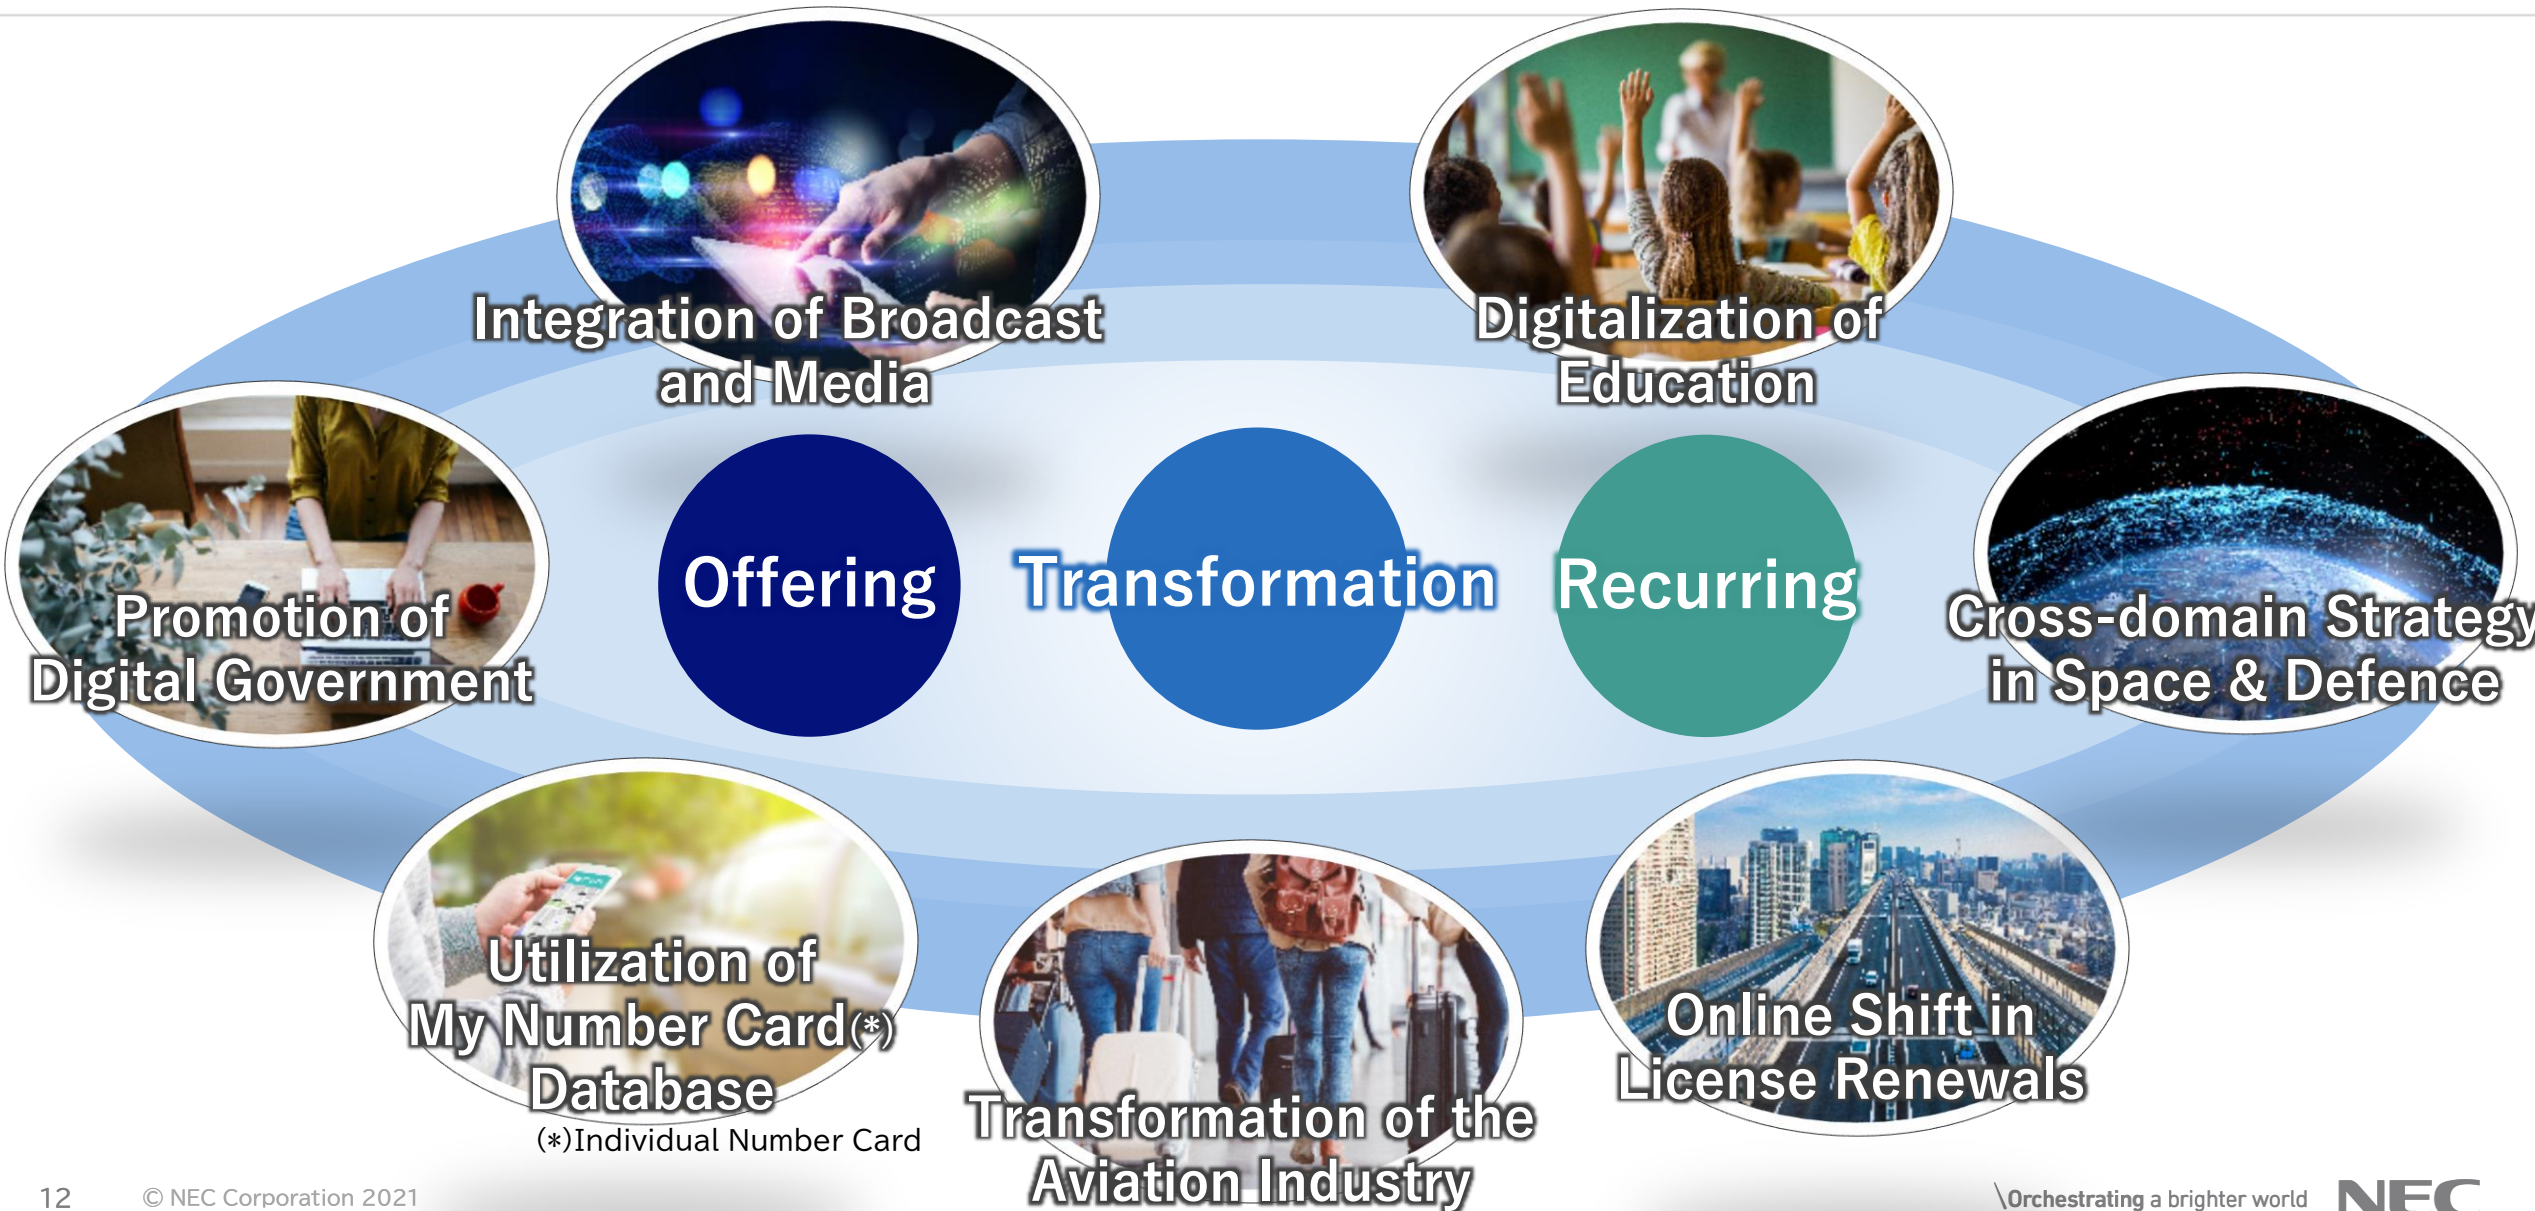 Integration of Broadcast
and Media
Digitalization of
Education
Promotion of
Digital Government
Offering
Transformation
Recurring
Cross-domain Strategy
in Space & Defence
Utilization of
My Number Card(*)
Database
(*)Individual Number Card
Transformation of the
Aviation Industry
Online Shift in
License Renewals
12
© NEC Corporation 2021
\Orchestrating a brighter world
NEC